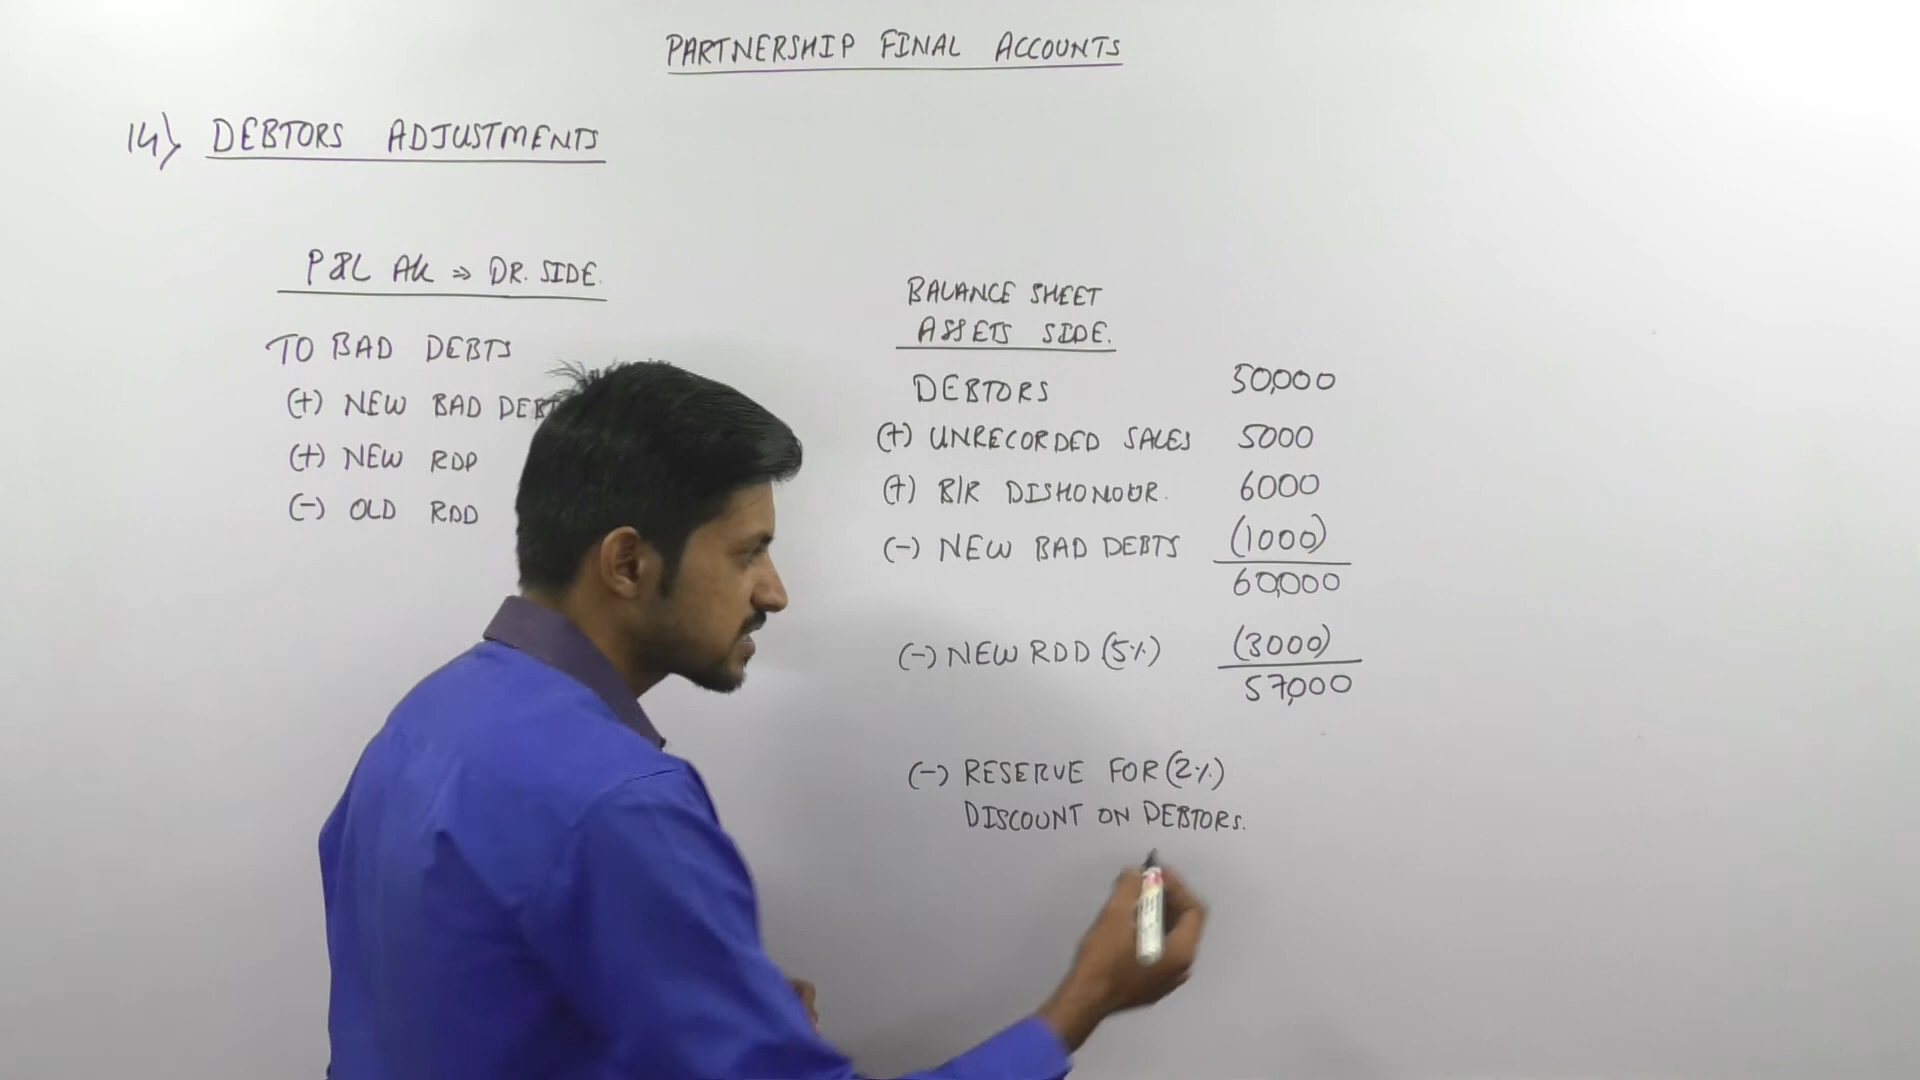 PARTNERSHIP FINAL ACCOUNTS
14) DEBTORS ADJUSTMENTS
P&L A/c ⇒ DR. SIDE.
TO BAD DEBTS
(+) NEW BAD DEBT
(+) NEW RDD
(-) OLD RDD
BALANCE SHEET
ASSETS SIDE.
DEBTORS 50,000
(+) UNRECORDED SALES 5000
(+) B/R DISHONOUR. 6000
(-) NEW BAD DEBTS (1000)
60,000
(-) NEW RDD (5%) (3000)
57,000
(-) RESERVE FOR (2%)
DISCOUNT ON DEBTORS.